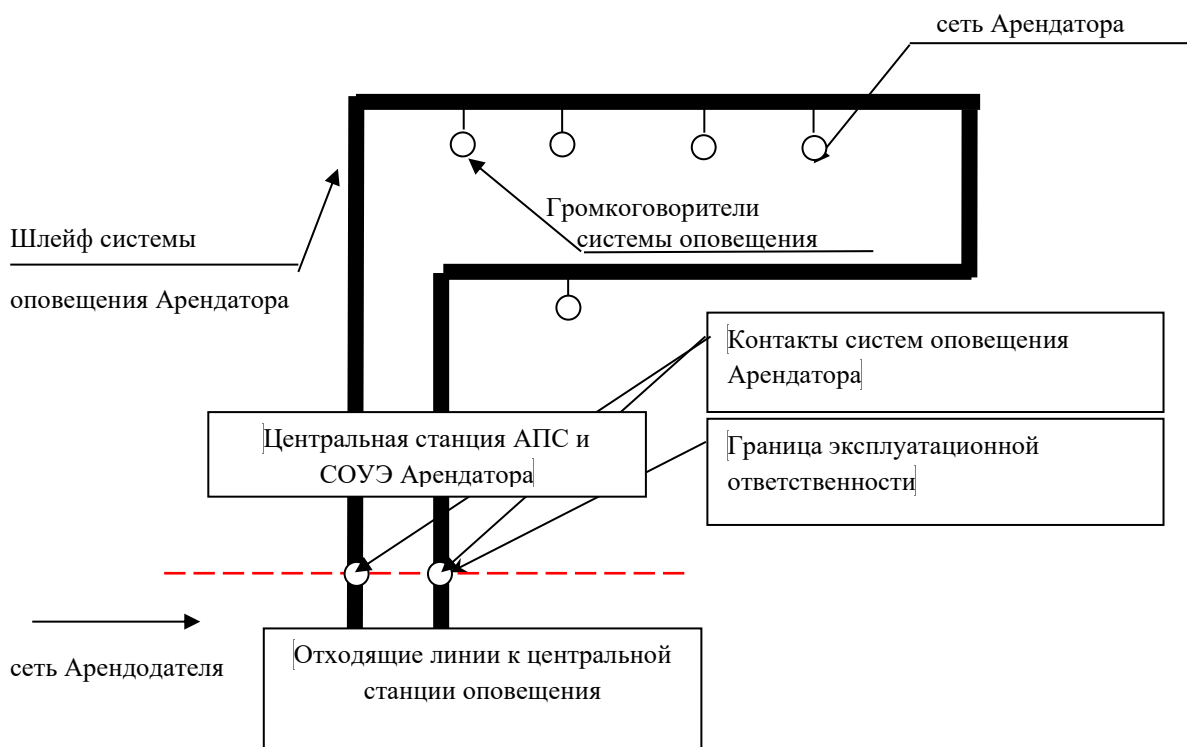 сеть Арендатора
Громкоговорители
системы оповещения
Шлейф системы
оповещения Арендатора
Контакты систем оповещения
Арендатора
Центральная станция АПС и
СОУЭ Арендатора
Граница эксплуатационной
ответственности
сеть Арендодателя
Отходящие линии к центральной
станции оповещения